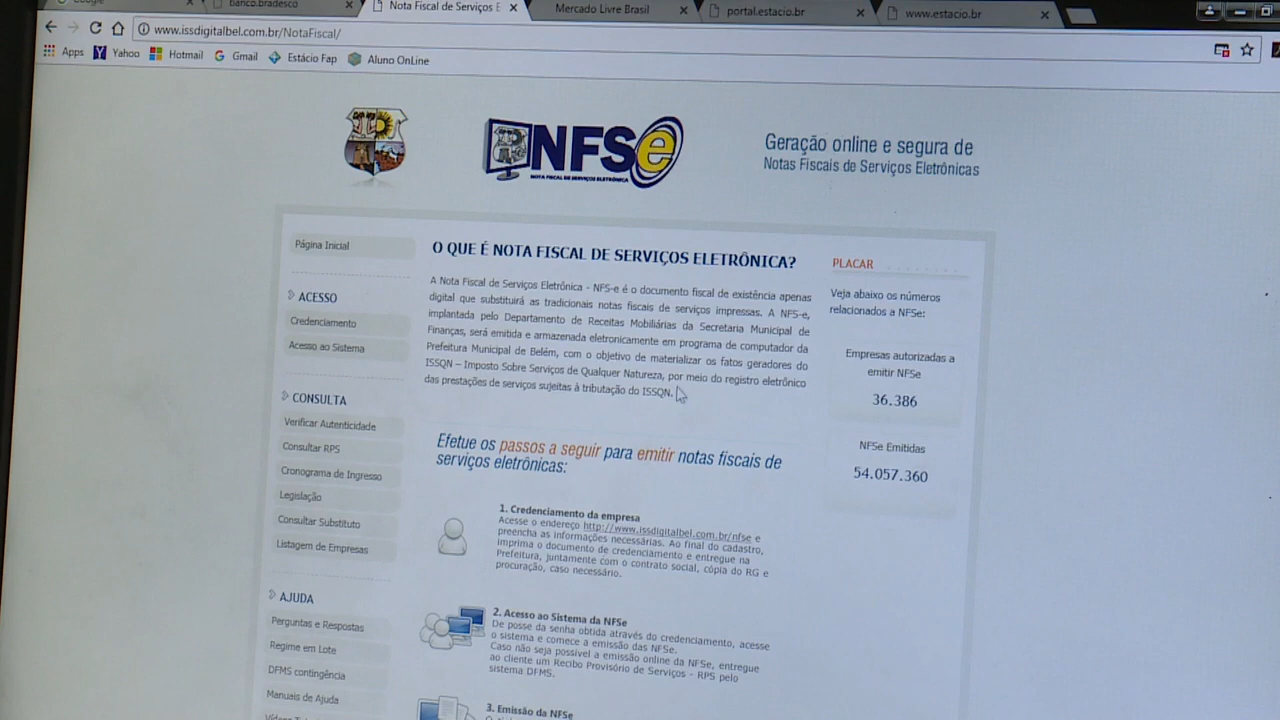 Google
banco.bradesco
Nota Fiscal de Serviços E
Mercado Livre Brasil
portal.estacio.br
www.estacio.br
www.issdigitalbel.com.br/NotaFiscal/
Apps
Yahoo
Hotmail
Gmail
Estácio Fap
Aluno OnLine
NFSe
NOTA FISCAL DE SERVIÇOS ELETRÔNICA
Geração online e segura de
Notas Fiscais de Serviços Eletrônicas
Página Inicial
ACESSO
Credenciamento
Acesso ao Sistema
CONSULTA
Verificar Autenticidade
Consultar RPS
Cronograma de Ingresso
Legislação
Consultar Substituto
Listagem de Empresas
AJUDA
Perguntas e Respostas
Regime em Lote
DFMS contingência
Manuais de Ajuda
O QUE É NOTA FISCAL DE SERVIÇOS ELETRÔNICA?
A Nota Fiscal de Serviços Eletrônica - NFS-e é o documento fiscal de existência apenas
digital que substituirá as tradicionais notas fiscais de serviços impressas. A NFS-e,
implantada pelo Departamento de Receitas Mobiliárias da Secretaria Municipal de
Finanças, será emitida e armazenada eletronicamente em programa de computador da
Prefeitura Municipal de Belém, com o objetivo de materializar os fatos geradores do
ISSQN – Imposto Sobre Serviços de Qualquer Natureza, por meio do registro eletrônico
das prestações de serviços sujeitas à tributação do ISSQN.
Efetue os passos a seguir para emitir notas fiscais de
serviços eletrônicas:
1. Credenciamento da empresa
Acesse o endereço http://www.issdigitalbel.com.br/nfse e
preencha as informações necessárias. Ao final do cadastro,
imprima o documento de credenciamento e entregue na
Prefeitura, juntamente com o contrato social, cópia do RG e
procuração, caso necessário.
2. Acesso ao Sistema da NFSe
De posse da senha obtida através do credenciamento, acesse
o sistema e comece a emissão das NFSe.
Caso não seja possível a emissão online da NFSe, entregue
ao cliente um Recibo Provisório de Serviços - RPS pelo
sistema DFMS.
3. Emissão da NFSe
PLACAR
Veja abaixo os números
relacionados a NFSe:
Empresas autorizadas a
emitir NFSe
36.386
NFSe Emitidas
54.057.360